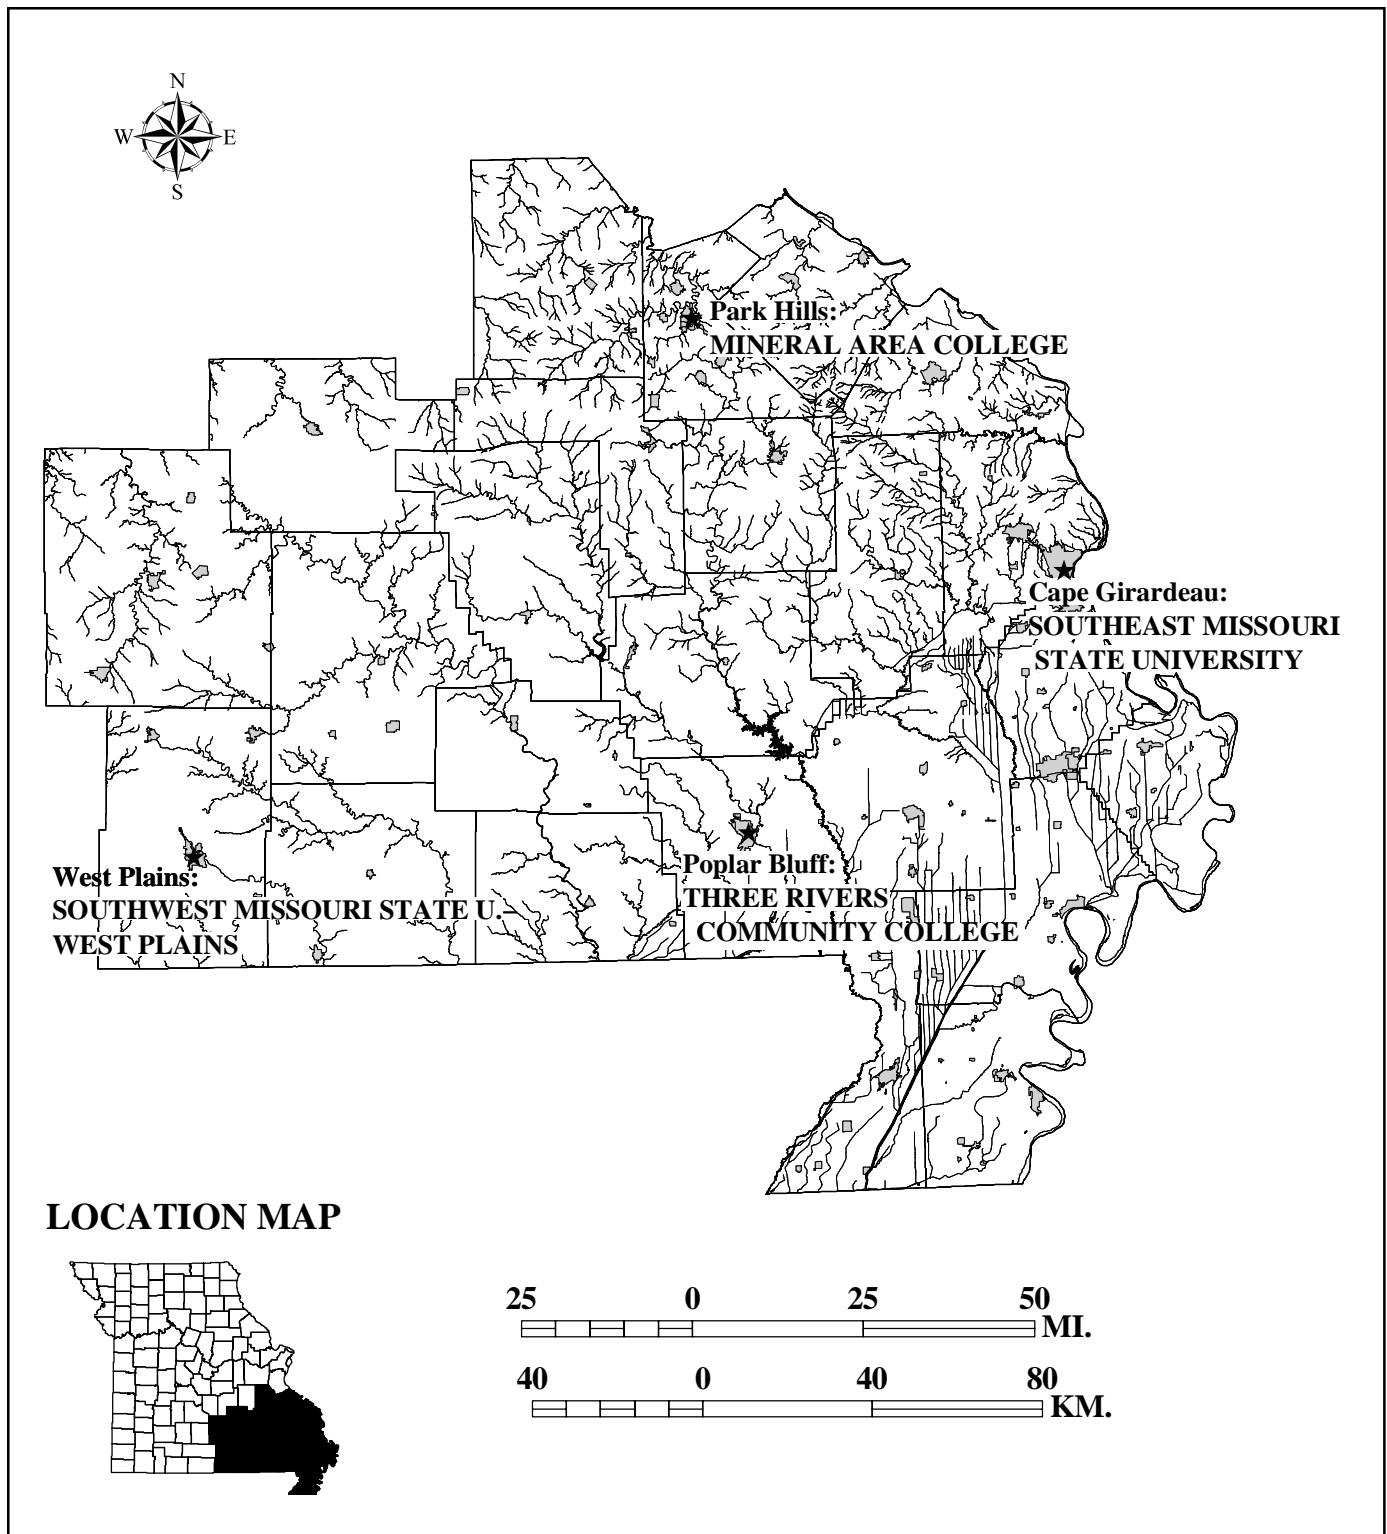 N
W E
S
Park Hills:
MINERAL AREA COLLEGE
Cape Girardeau:
SOUTHEAST MISSOURI
STATE UNIVERSITY
West Plains:
SOUTHWEST MISSOURI STATE U.–
WEST PLAINS
Poplar Bluff:
THREE RIVERS
COMMUNITY COLLEGE
LOCATION MAP
25 0 25 50
MI.
40 0 40 80
KM.